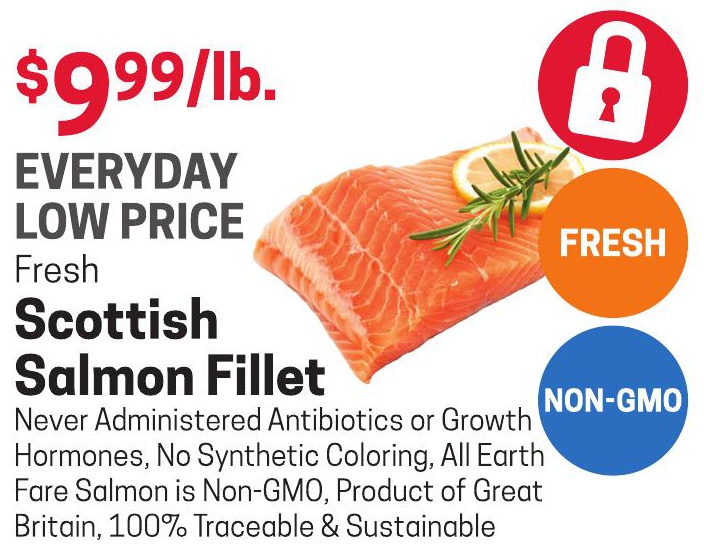 $9.99/lb.
EVERYDAY
LOW PRICE
Fresh
Scottish
Salmon Fillet
Never Administered Antibiotics or Growth
Hormones, No Synthetic Coloring, All Earth
Fare Salmon is Non-GMO, Product of Great
Britain, 100% Traceable & Sustainable
FRESH
NON-GMO